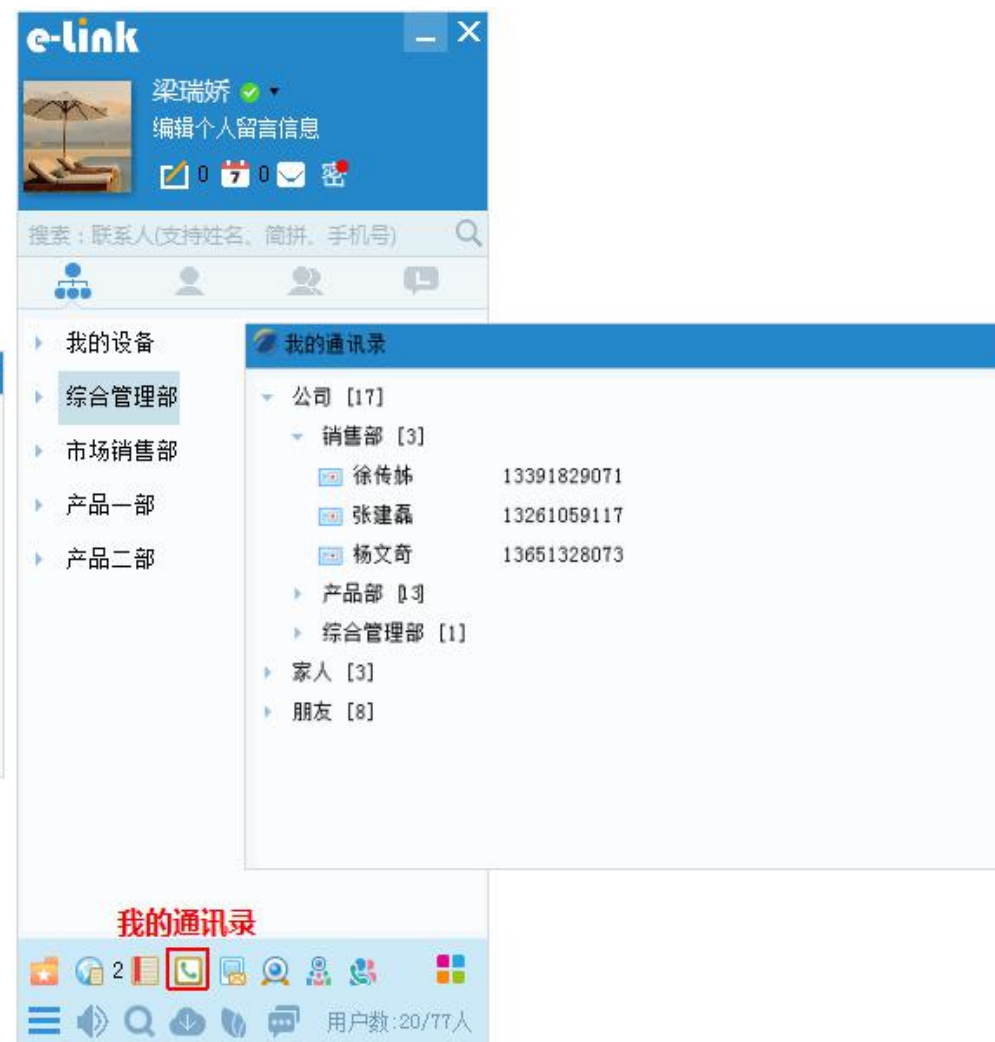 e-Link
梁瑞娇
编辑个人留言信息
0 7 0 密
搜索：联系人(支持姓名、简拼、手机号)
我的设备
综合管理部
市场销售部
产品一部
产品二部
我的通讯录
公司 [17]
销售部 [3]
徐传姊 13391829071
张建磊 13261059117
杨文奇 13651328073
产品部 [13]
综合管理部 [1]
家人 [3]
朋友 [8]
我的通讯录
2
用户数:20/77人